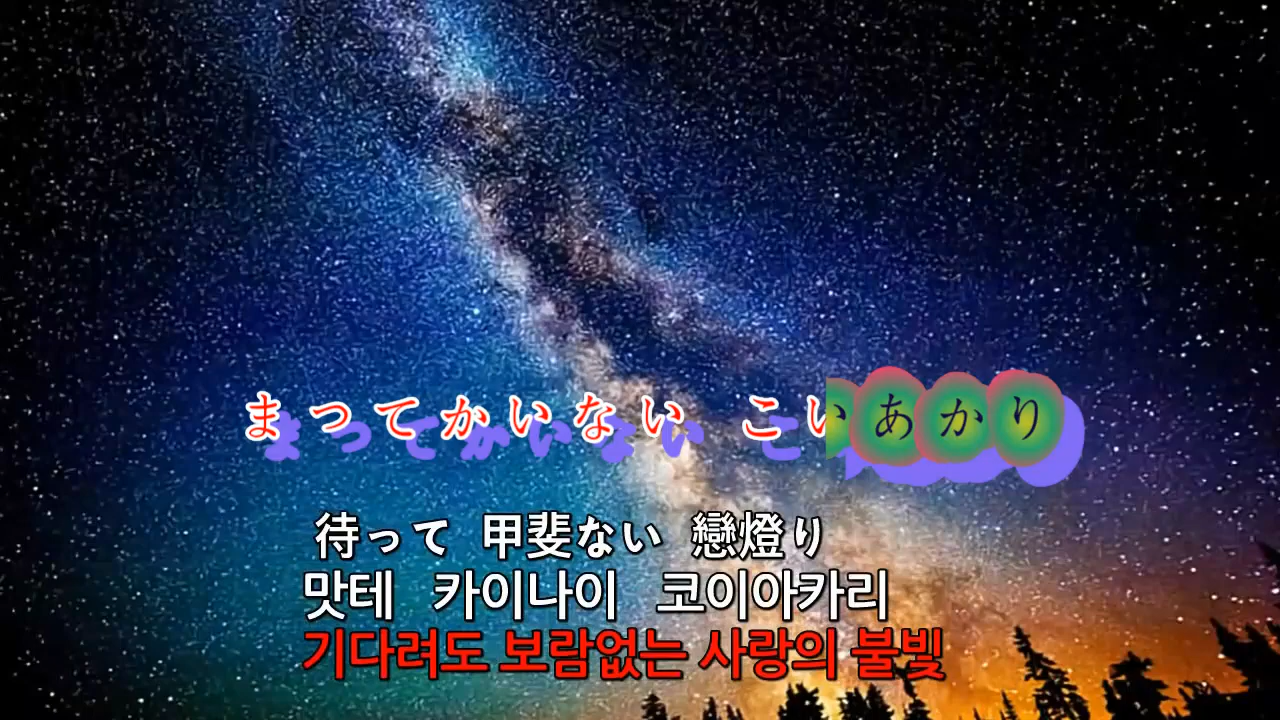 まつてかいない こいあかり
待って 甲斐ない 戀燈り
맛테 카이나이 코이아카리
기다려도 보람없는 사랑의 불빛